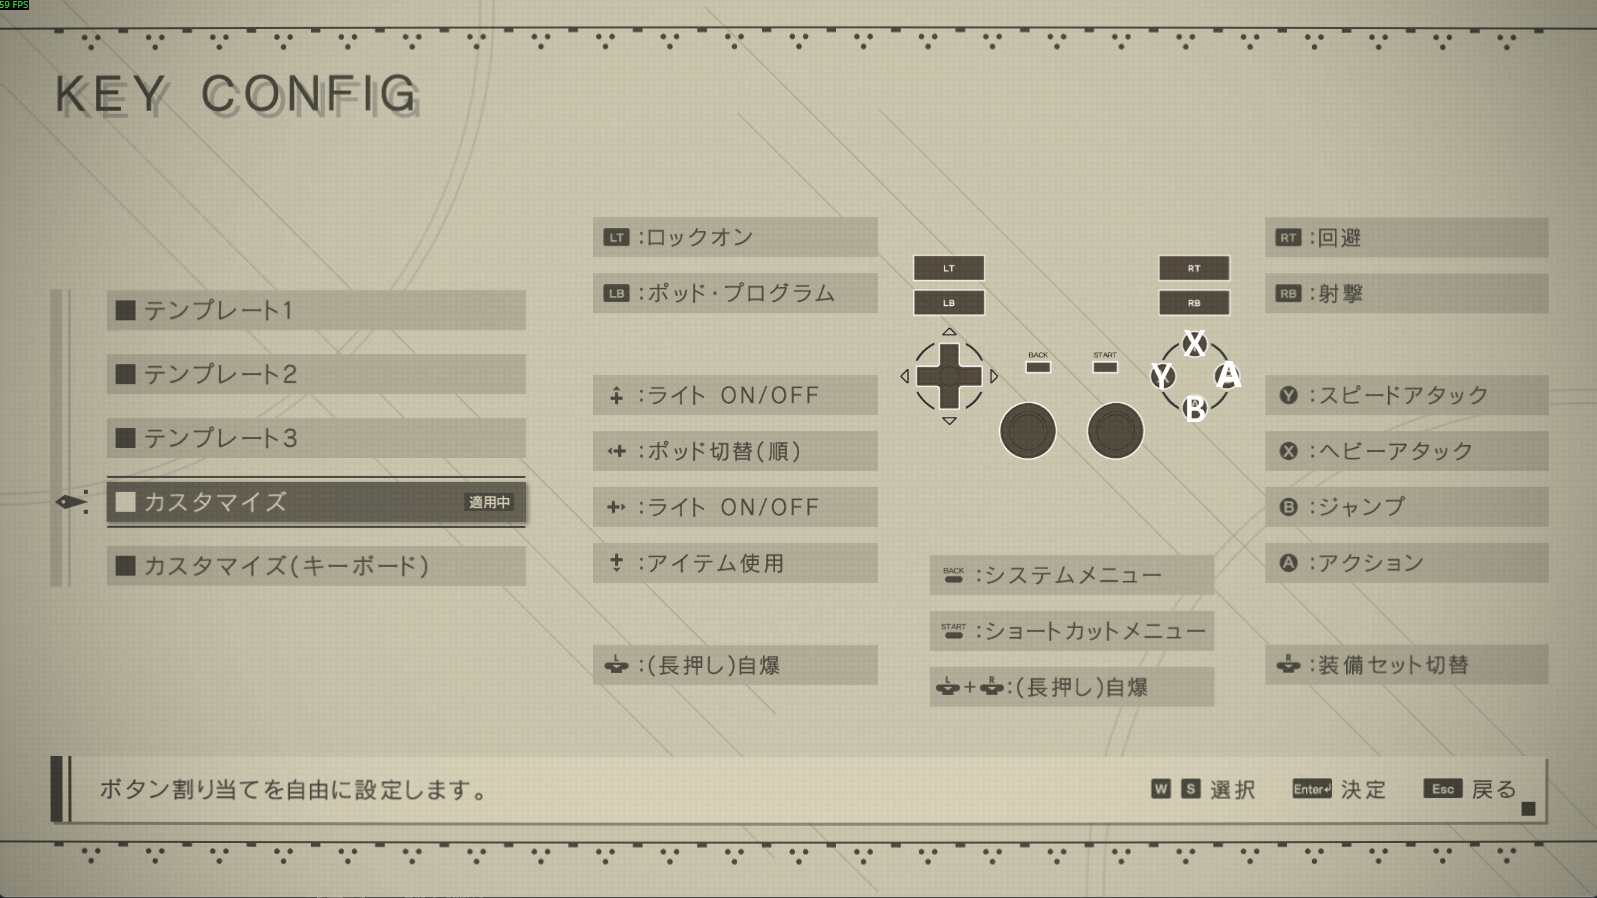 59 FPS
KEY CONFIG
テンプレート1
テンプレート2
テンプレート3
カスタマイズ 適用中
カスタマイズ(キーボード)
LT :ロックオン
LB :ポッド・プログラム
:ライト ON/OFF
:ポッド切替(順)
:ライト ON/OFF
:アイテム使用
L :(長押し)自爆
LT
LB
RT
RB
BACK
START
X
Y
A
B
BACK :システムメニュー
START :ショートカットメニュー
L + R :(長押し)自爆
RT :回避
RB :射撃
Y :スピードアタック
X :ヘビーアタック
B :ジャンプ
A :アクション
R :装備セット切替
ボタン割り当てを自由に設定します。
W S 選択 Enter↲ 決定 Esc 戻る